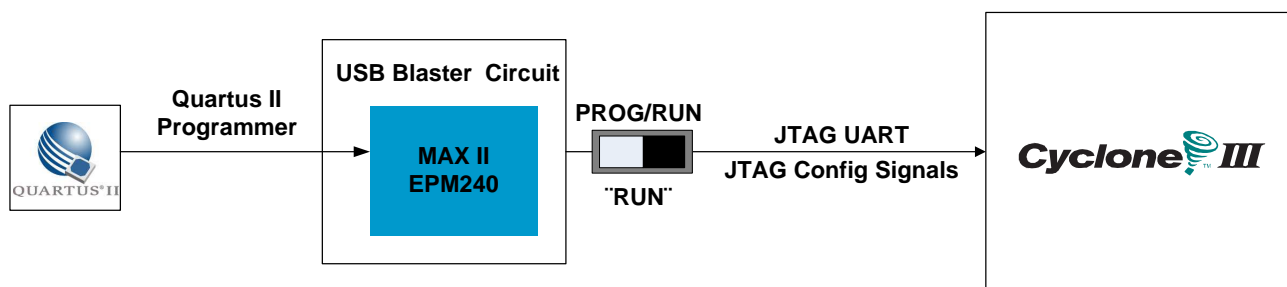 QUARTUS®II
Quartus II
Programmer
USB Blaster Circuit
MAX II
EPM240
PROG/RUN
¨RUN¨
JTAG UART
JTAG Config Signals
Cyclone™ III